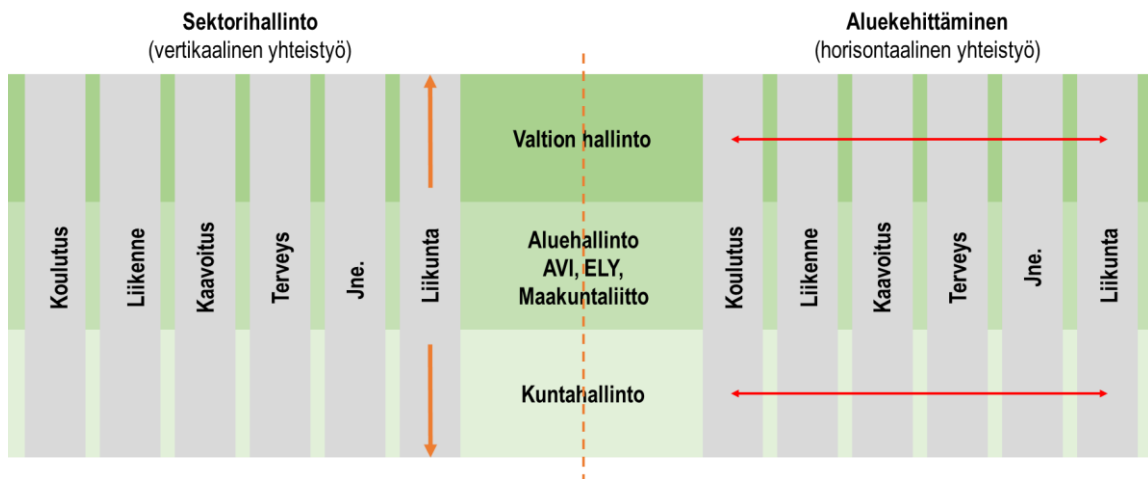 Sektorihallinto
(vertikaalinen yhteistyö)
Aluekehittäminen
(horisontaalinen yhteistyö)
Koulutus
Liikenne
Kaavoitus
Terveys
Jne.
Liikunta
Valtion hallinto
Aluehallinto
AVI, ELY,
Maakuntaliitto
Kuntahallinto
Koulutus
Liikenne
Kaavoitus
Terveys
Jne.
Liikunta